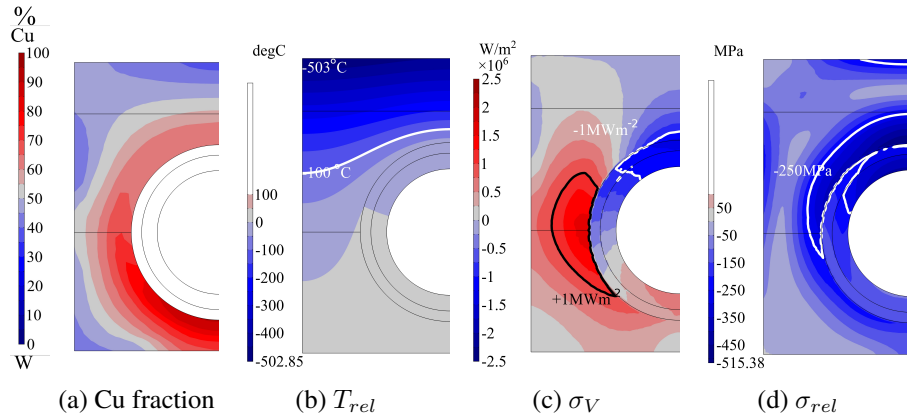 %
Cu
100
90
80
70
60
50
40
30
20
10
0
W
degC
100
0
-100
-200
-300
-400
-502.85
-503°C
-100°C
W/m²
×10⁶
2.5
2
1.5
1
0.5
0
-0.5
-1
-1.5
-2
-2.5
-1MWm⁻²
+1MWm⁻²
MPa
50
-50
-150
-250
-350
-450
-515.38
-250MPa
(a) Cu fraction
(b) T_rel
(c) σ_V
(d) σ_rel